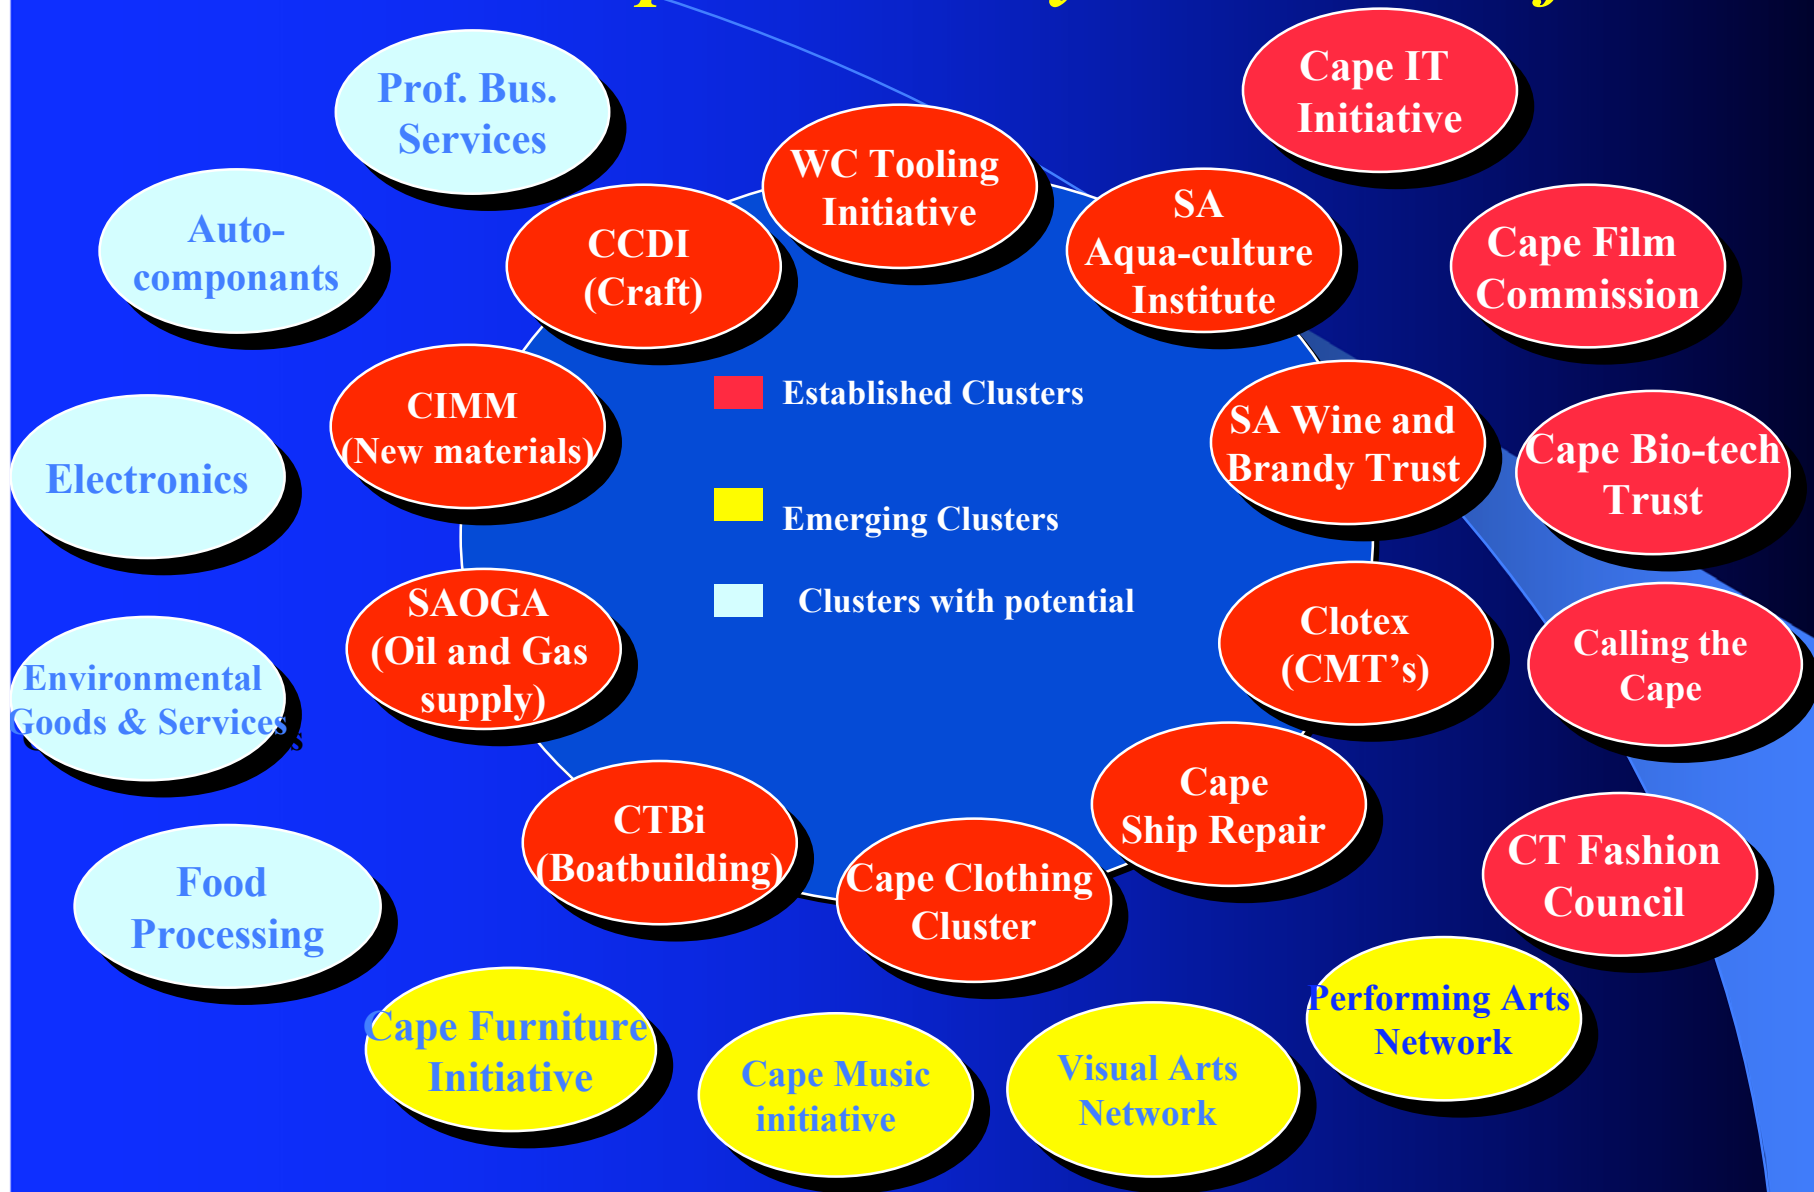 Prof. Bus.
Services
Cape IT
Initiative
WC Tooling
Initiative
Auto-
componants
CCDI
(Craft)
SA
Aqua-culture
Institute
Cape Film
Commission
CIMM
(New materials)
Established Clusters
SA Wine and
Brandy Trust
Cape Bio-tech
Trust
Electronics
Emerging Clusters
Clusters with potential
SAOGA
(Oil and Gas
supply)
Clotex
(CMT’s)
Calling the
Cape
Environmental
Goods & Services
CTBi
(Boatbuilding)
Cape
Ship Repair
Cape Clothing
Cluster
CT Fashion
Council
Food
Processing
Cape Furniture
Initiative
Cape Music
initiative
Visual Arts
Network
Performing Arts
Network